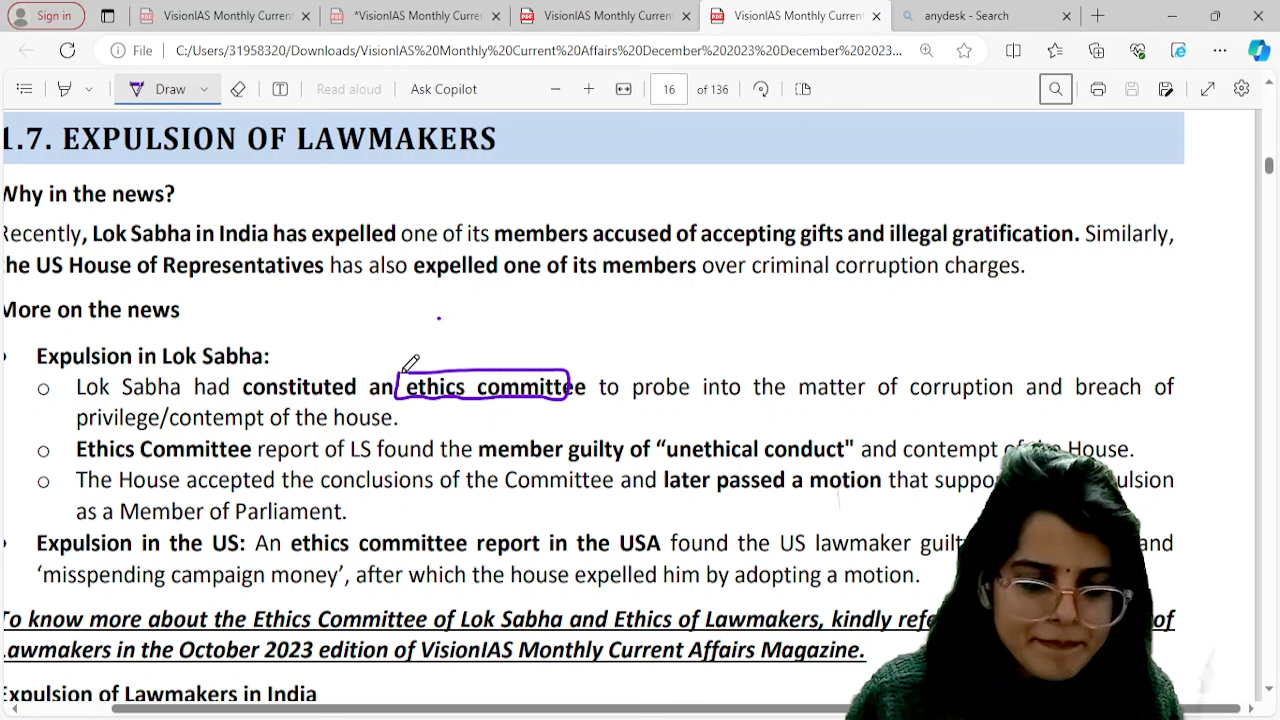 Sign in
VisionIAS Monthly Current
*VisionIAS Monthly Curre
VisionIAS Monthly Current
VisionIAS Monthly Current
anydesk - Search
File
C:/Users/31958320/Downloads/VisionIAS%20Monthly%20Current%20Affairs%20December%202023%20December%202023...
Draw
Read aloud
Ask Copilot
16 of 136
1.7. EXPULSION OF LAWMAKERS
Why in the news?
Recently, Lok Sabha in India has expelled one of its members accused of accepting gifts and illegal gratification. Similarly,
the US House of Representatives has also expelled one of its members over criminal corruption charges.
More on the news
Expulsion in Lok Sabha:
o Lok Sabha had constituted an ethics committee to probe into the matter of corruption and breach of
privilege/contempt of the house.
o Ethics Committee report of LS found the member guilty of “unethical conduct" and contempt of the House.
o The House accepted the conclusions of the Committee and later passed a motion that
as a Member of Parliament.
Expulsion in the US: An ethics committee report in the USA found the US lawmaker and
‘misspending campaign money’, after which the house expelled him by adopting a motion.
To know more about the Ethics Committee of Lok Sabha and Ethics of Lawmakers, kindly of
Lawmakers in the October 2023 edition of VisionIAS Monthly Current Affairs Magazine.
Expulsion of Lawmakers in India